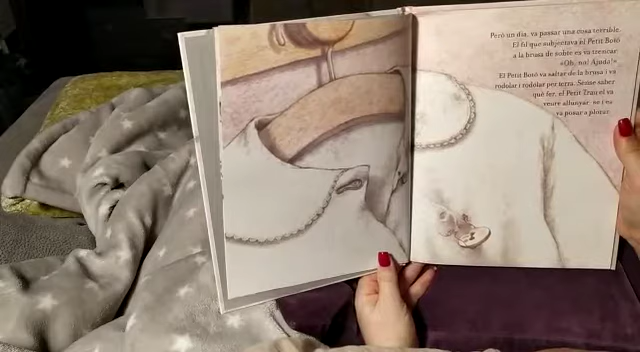 Però un dia, va passar una cosa terrible.
El fil que subjectava el Petit Botó
a la brusa de sobte es va trencar.
«Oh, no! Ajuda!»
El Petit Botó va saltar de la brusa i va
rodolar i rodolar per terra. Sense saber
què fer, el Petit Trau el va
veure allunyar-se i es
va posar a plorar.